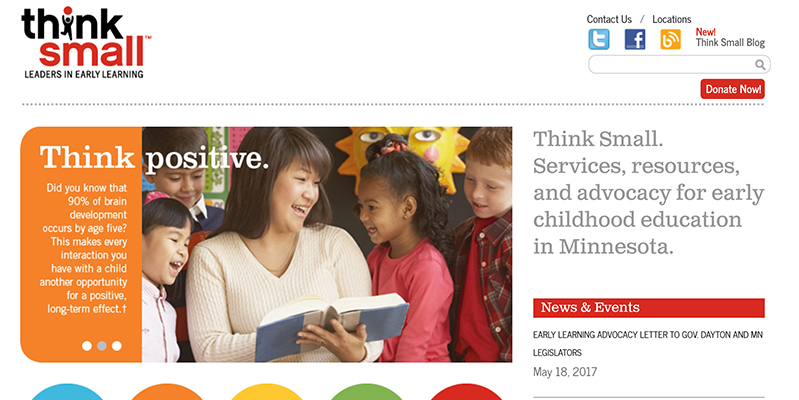 think
small™
LEADERS IN EARLY LEARNING
Contact Us / Locations
New!
Think Small Blog
Donate Now!
Think positive.
Did you know that
90% of brain
development
occurs by age five?
This makes every
interaction you
have with a child
another opportunity
for a positive,
long-term effect.†
Think Small.
Services, resources,
and advocacy for early
childhood education
in Minnesota.
News & Events
EARLY LEARNING ADVOCACY LETTER TO GOV. DAYTON AND MN
LEGISLATORS
May 18, 2017